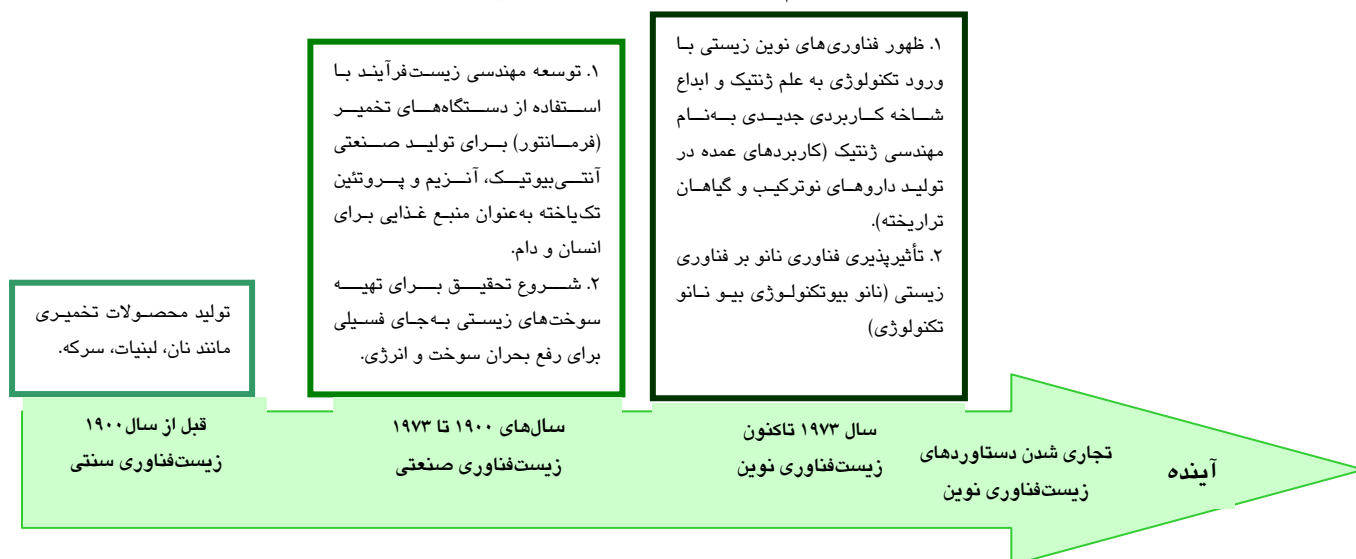 ۱. ظهور فناوری‌های نوین زیستی با
ورود تکنولوژی به علم ژنتیک و ابداع
شاخه کاربردی جدیدی به‌نام
مهندسی ژنتیک (کاربردهای عمده در
تولید داروهای نوترکیب و گیاهان
تراریخته).
۲. تأثیرپذیری فناوری نانو بر فناوری
زیستی (نانو بیوتکنولوژی بیو نانو
تکنولوژی)
۱. توسعه مهندسی زیست‌فرآیند با
استفاده از دستگاه‌های تخمیر
(فرمانتور) برای تولید صنعتی
آنتی‌بیوتیک، آنزیم و پروتئین
تک‌یاخته به‌عنوان منبع غذایی برای
انسان و دام.
۲. شروع تحقیق برای تهیه
سوخت‌های زیستی به‌جای فسیلی
برای رفع بحران سوخت و انرژی.
تولید محصولات تخمیری
مانند نان، لبنیات، سرکه.
قبل از سال ۱۹۰۰
زیست‌فناوری سنتی
سال‌های ۱۹۰۰ تا ۱۹۷۳
زیست‌فناوری صنعتی
سال ۱۹۷۳ تاکنون
زیست‌فناوری نوین
تجاری شدن دستاوردهای
زیست‌فناوری نوین
آینده